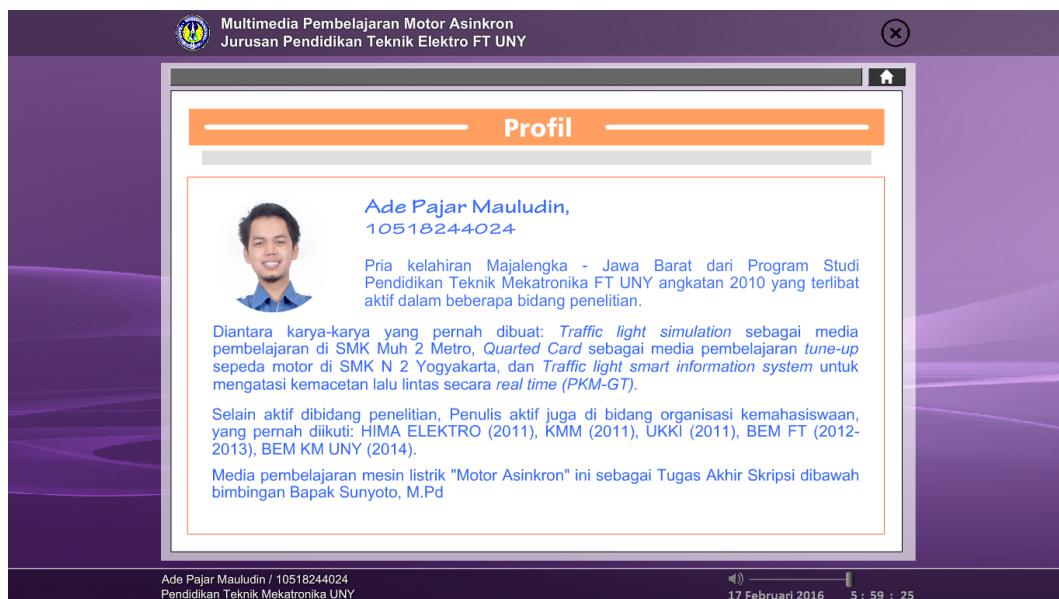 Multimedia Pembelajaran Motor Asinkron
Jurusan Pendidikan Teknik Elektro FT UNY
Profil
Ade Pajar Mauludin,
10518244024
Pria kelahiran Majalengka - Jawa Barat dari Program Studi
Pendidikan Teknik Mekatronika FT UNY angkatan 2010 yang terlibat
aktif dalam beberapa bidang penelitian.
Diantara karya-karya yang pernah dibuat: Traffic light simulation sebagai media
pembelajaran di SMK Muh 2 Metro, Quarted Card sebagai media pembelajaran tune-up
sepeda motor di SMK N 2 Yogyakarta, dan Traffic light smart information system untuk
mengatasi kemacetan lalu lintas secara real time (PKM-GT).
Selain aktif dibidang penelitian, Penulis aktif juga di bidang organisasi kemahasiswaan,
yang pernah diikuti: HIMA ELEKTRO (2011), KMM (2011), UKKI (2011), BEM FT (2012-
2013), BEM KM UNY (2014).
Media pembelajaran mesin listrik "Motor Asinkron" ini sebagai Tugas Akhir Skripsi dibawah
bimbingan Bapak Sunyoto, M.Pd
Ade Pajar Mauludin / 10518244024
Pendidikan Teknik Mekatronika UNY
17 Februari 2016 5 : 59 : 25